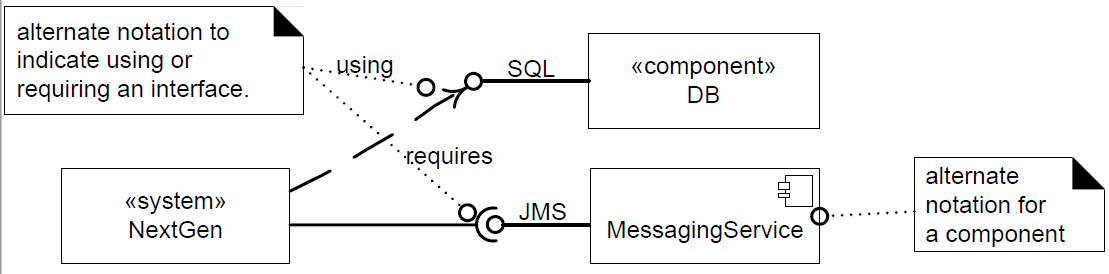 alternate notation to
indicate using or
requiring an interface.
using
SQL
«component»
DB
requires
«system»
NextGen
JMS
MessagingService
alternate
notation for
a component